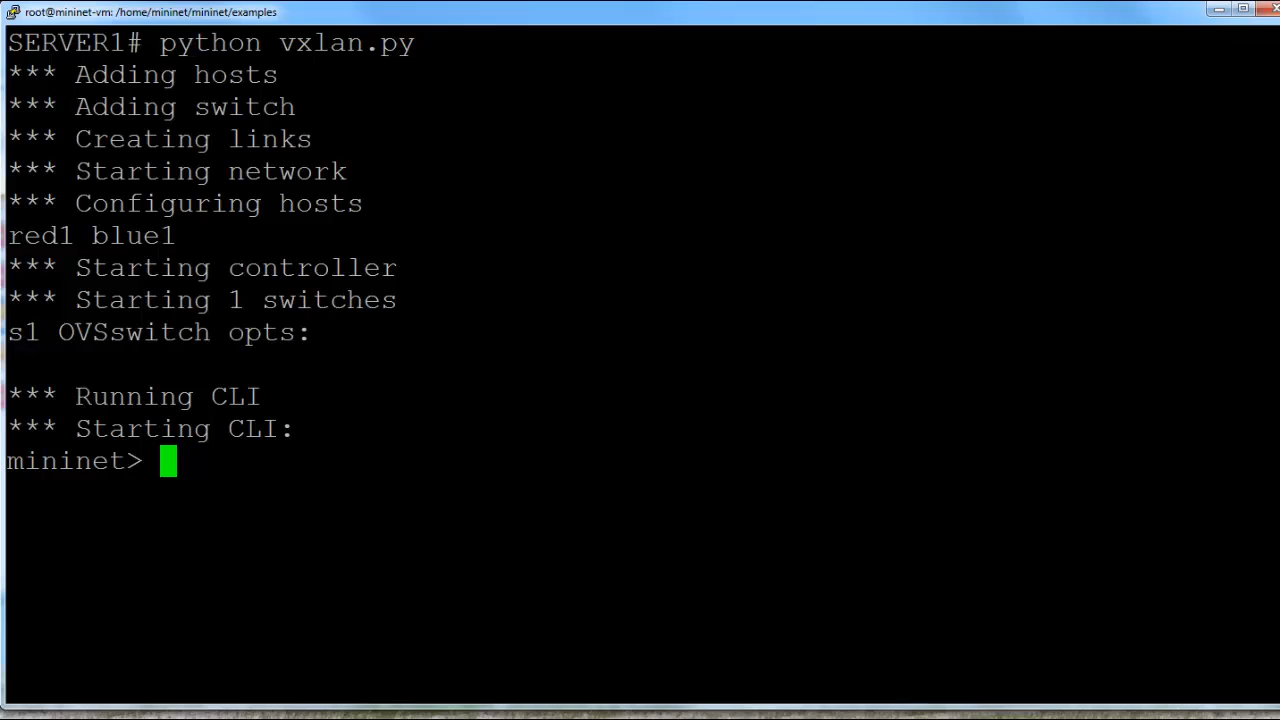 root@mininet-vm: /home/mininet/mininet/examples
SERVER1# python vxlan.py
*** Adding hosts
*** Adding switch
*** Creating links
*** Starting network
*** Configuring hosts
red1 blue1
*** Starting controller
*** Starting 1 switches
s1 OVSswitch opts:
*** Running CLI
*** Starting CLI:
mininet>